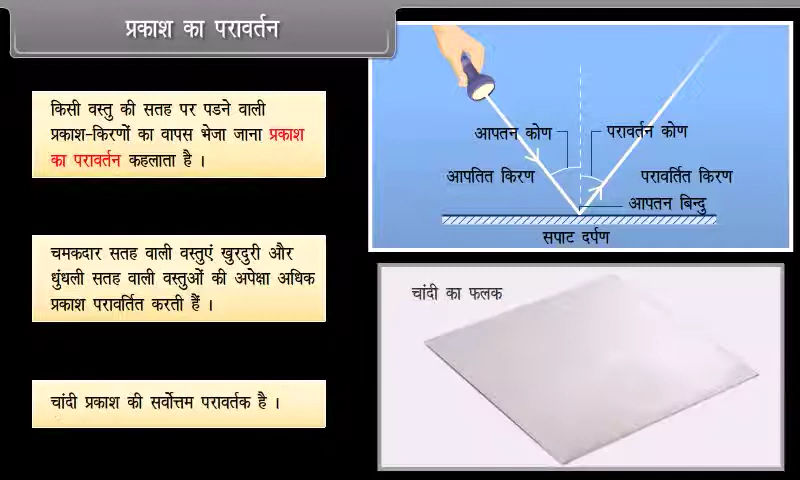 प्रकाश का परावर्तन
किसी वस्तु की सतह पर पडने वाली
प्रकाश-किरणों का वापस भेजा जाना प्रकाश
का परावर्तन कहलाता है ।
चमकदार सतह वाली वस्तुएं खुरदुरी और
धुंधली सतह वाली वस्तुओं की अपेक्षा अधिक
प्रकाश परावर्तित करती हैं ।
चांदी प्रकाश की सर्वोत्तम परावर्तक है ।
आपतन कोण
परावर्तन कोण
आपतित किरण
परावर्तित किरण
आपतन बिन्दु
सपाट दर्पण
चांदी का फलक